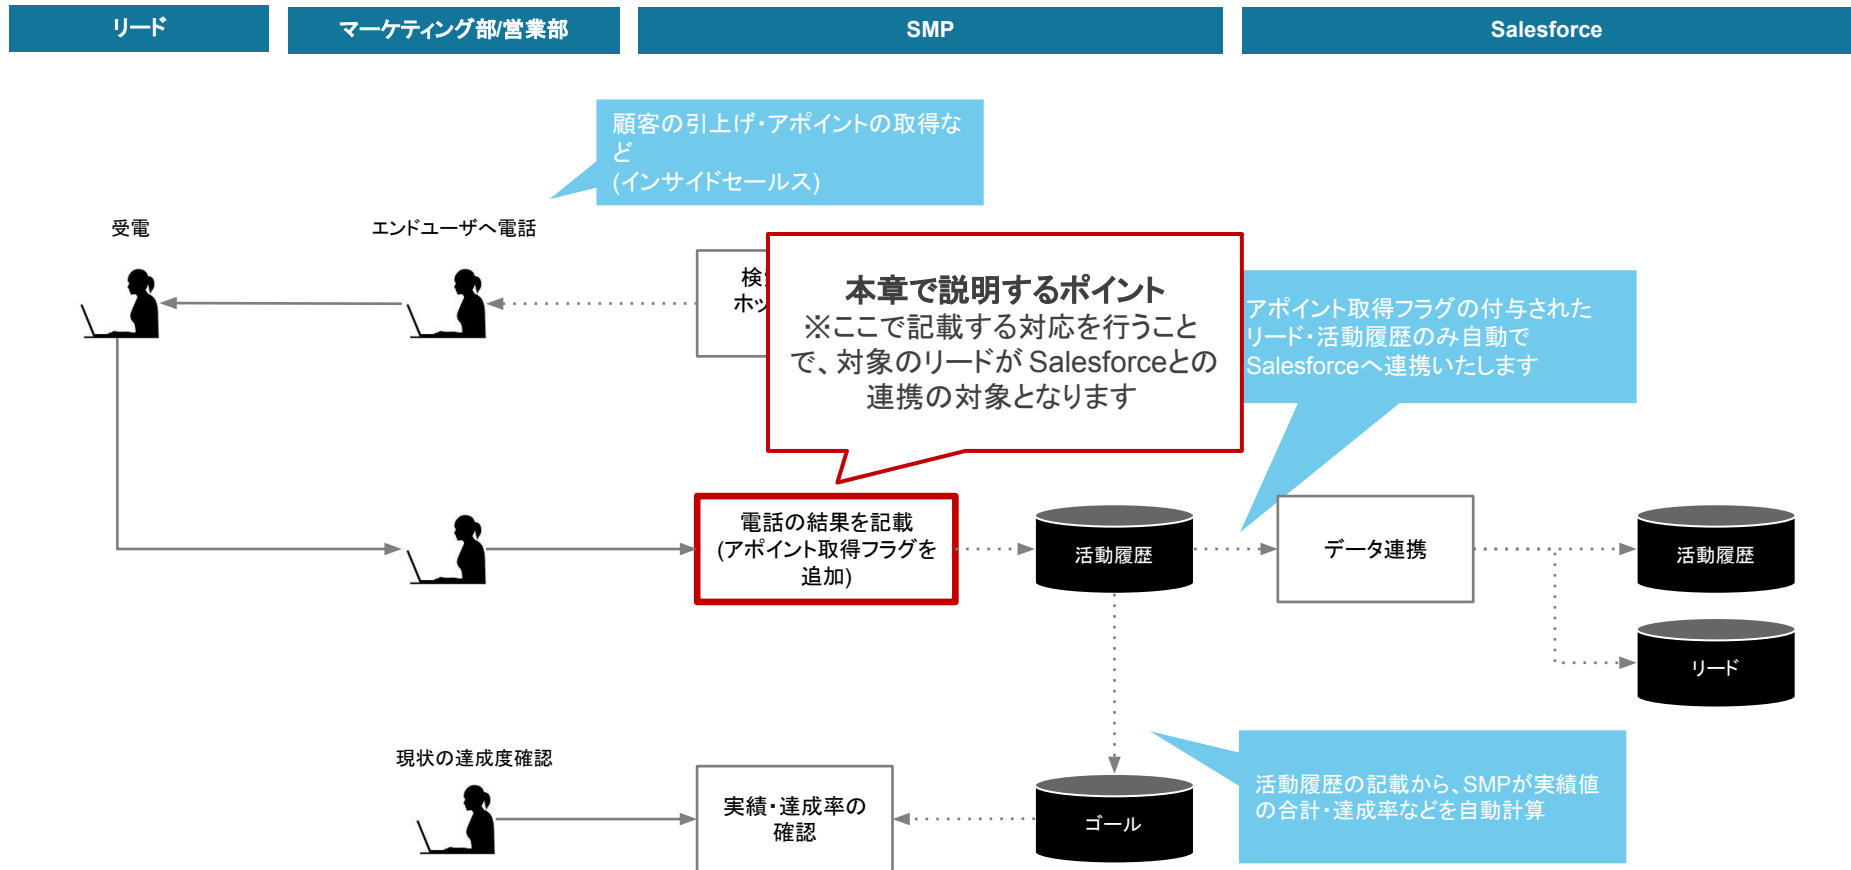 リード
マーケティング部/営業部
SMP
Salesforce
顧客の引上げ・アポイントの取得な
ど
(インサイドセールス)
受電
エンドユーザへ電話
本章で説明するポイント
※ここで記載する対応を行うこと
で、対象のリードが Salesforceとの
連携の対象となります
アポイント取得フラグの付与された
リード・活動履歴のみ自動で
Salesforceへ連携いたします
電話の結果を記載
(アポイント取得フラグを
追加)
活動履歴
データ連携
活動履歴
リード
現状の達成度確認
実績・達成率の
確認
ゴール
活動履歴の記載から、SMPが実績値
の合計・達成率などを自動計算